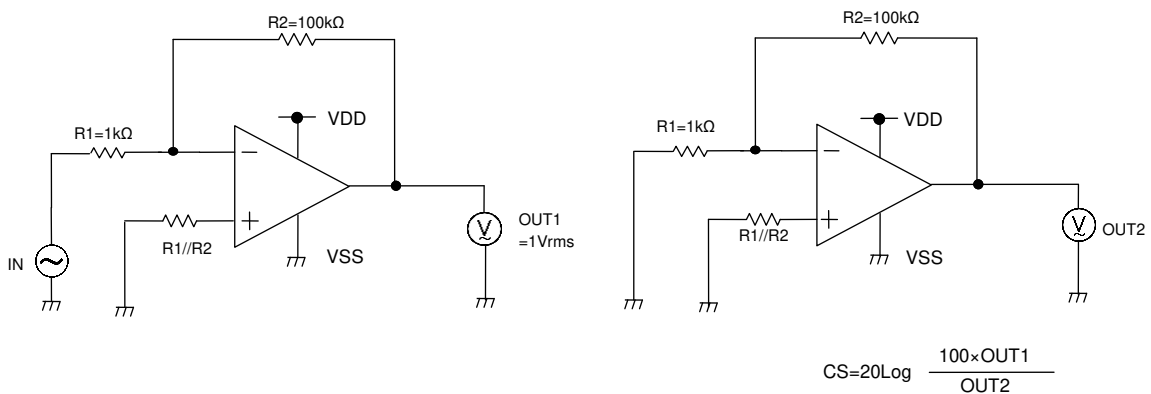 R2=100kΩ
VDD
R1=1kΩ
−
+
R1//R2
VSS
IN
V
OUT1
=1Vrms
R2=100kΩ
VDD
R1=1kΩ
−
+
R1//R2
VSS
V
OUT2
CS=20Log 100×OUT1
OUT2